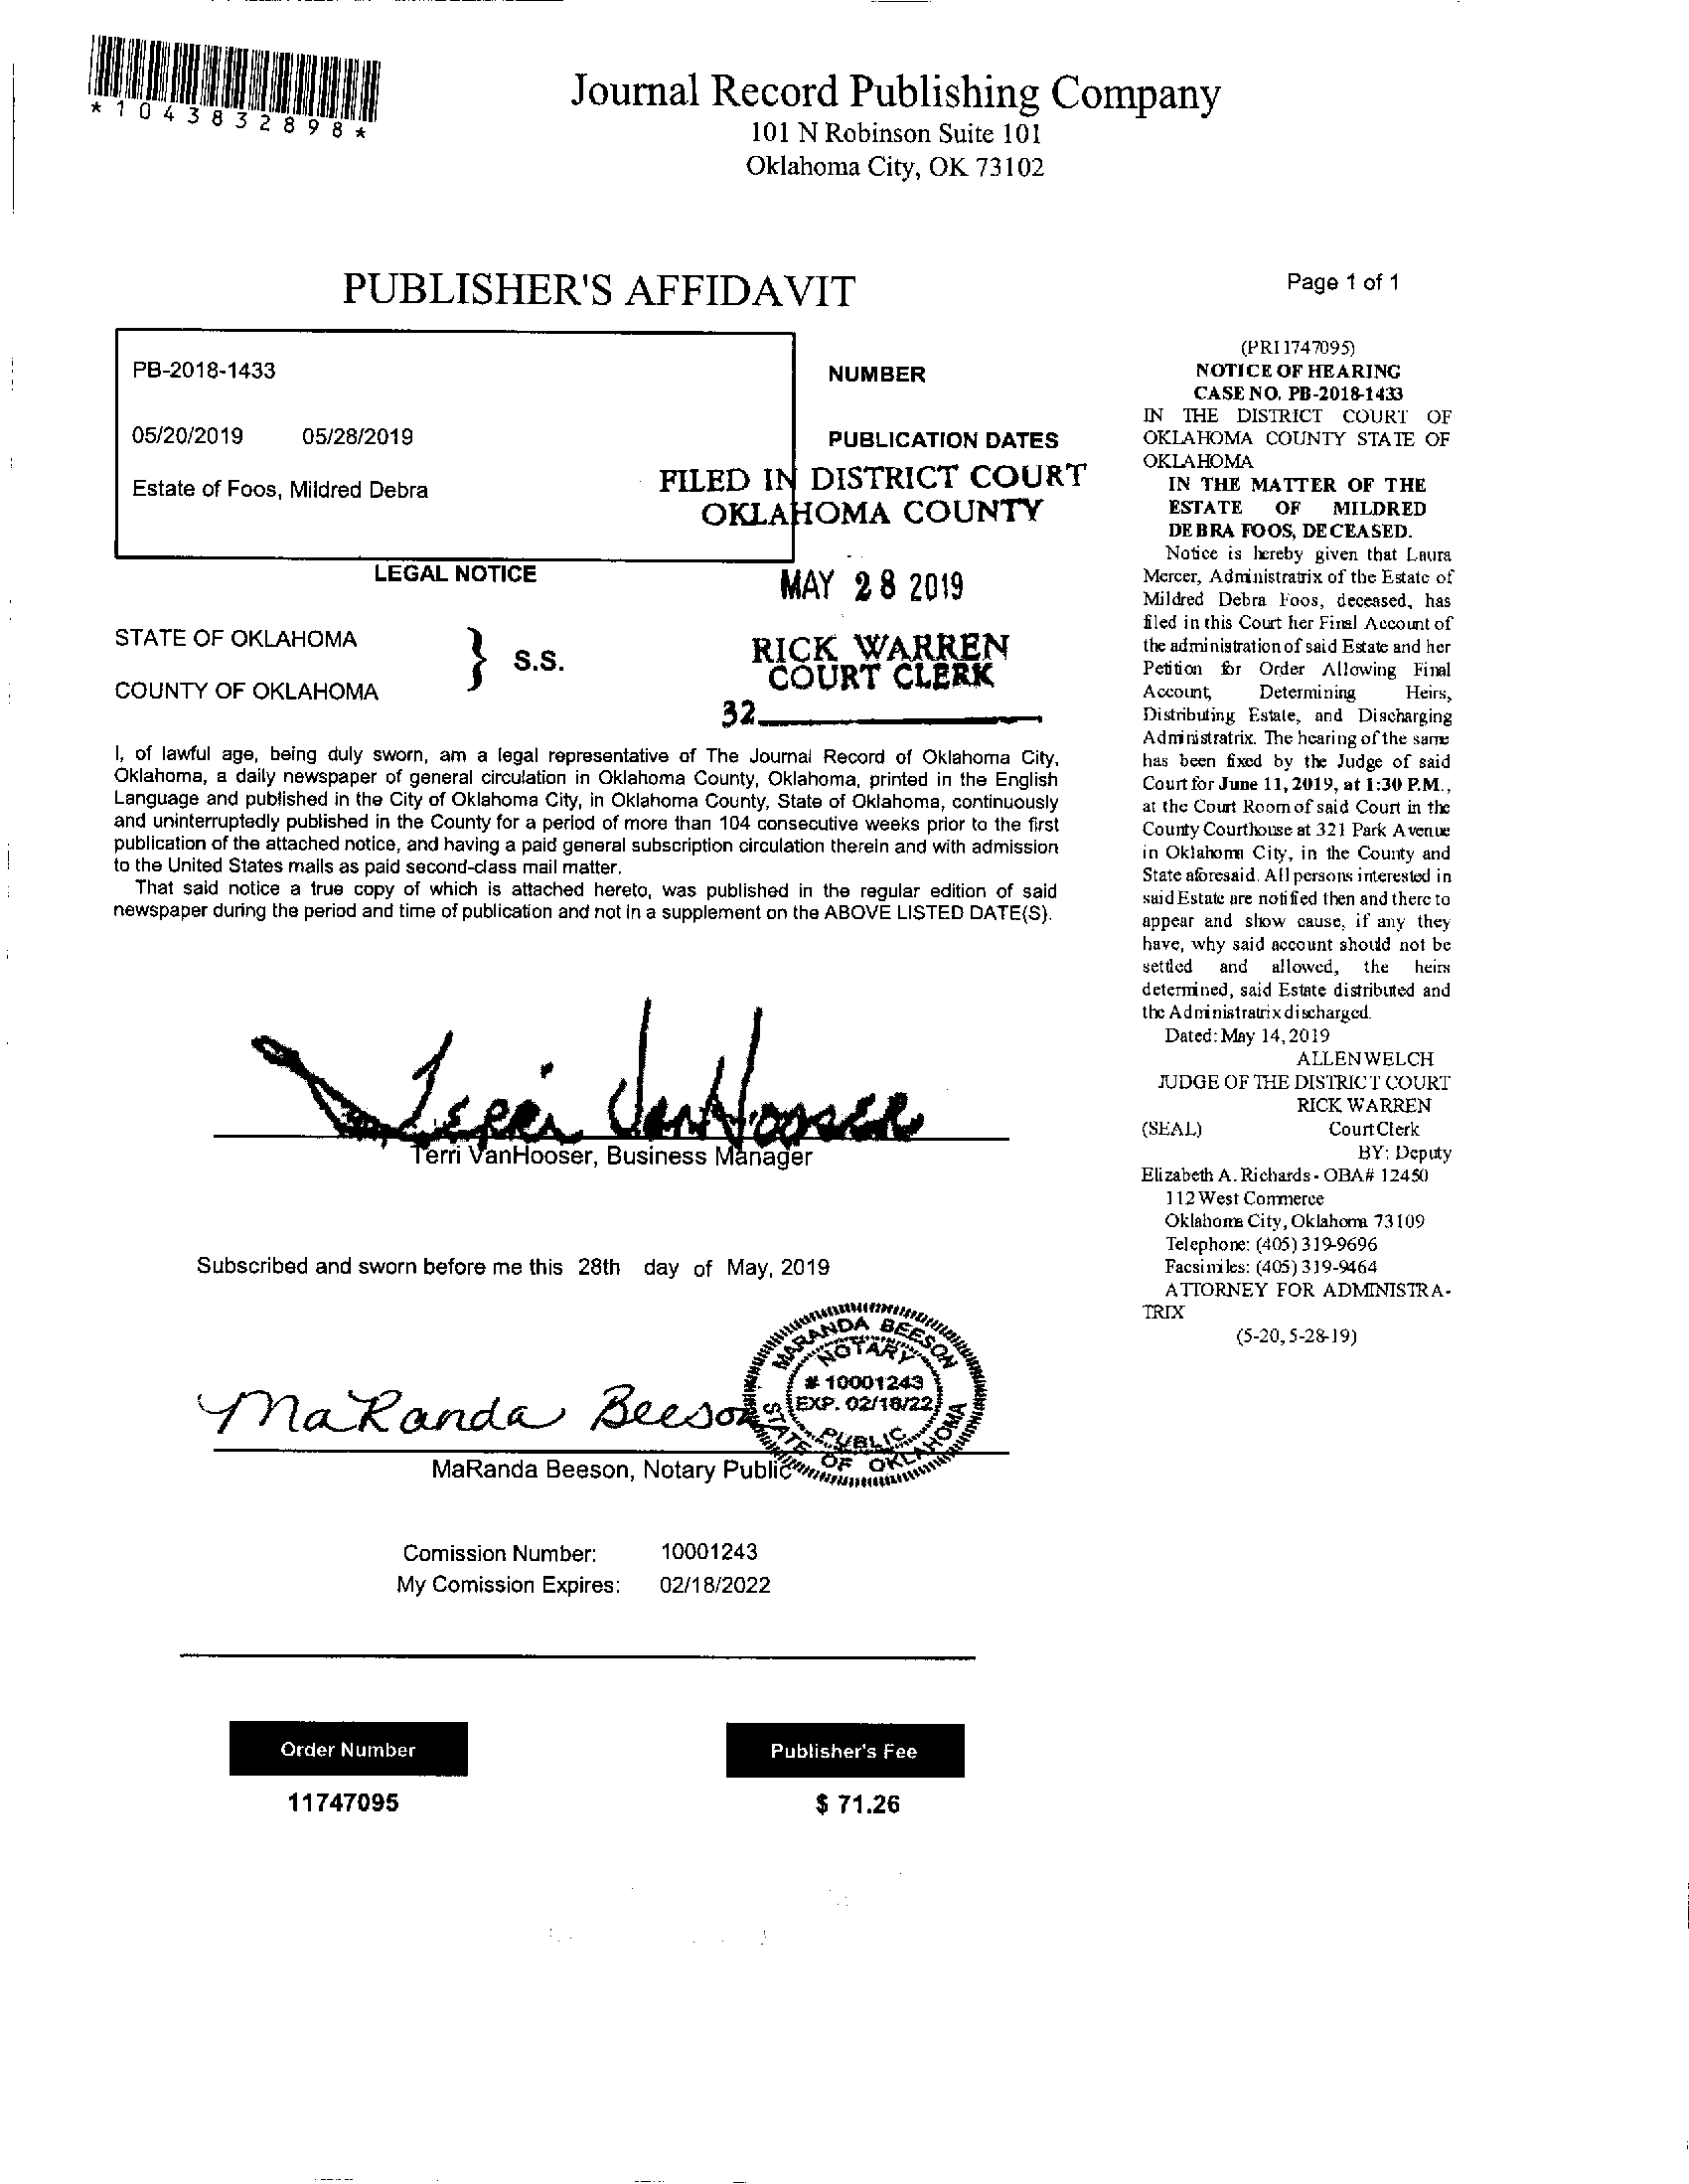 *1043832898*
Journal Record Publishing Company
101 N Robinson Suite 101
Oklahoma City, OK 73102
PUBLISHER'S AFFIDAVIT
Page 1 of 1
PB-2018-1433
NUMBER
05/20/2019 05/28/2019
PUBLICATION DATES
Estate of Foos, Mildred Debra
FILED IN DISTRICT COURT
OKLAHOMA COUNTY
LEGAL NOTICE
MAY 28 2019
STATE OF OKLAHOMA
} S.S.
COUNTY OF OKLAHOMA
RICK WARREN
COURT CLERK
32
I, of lawful age, being duly sworn, am a legal representative of The Journal Record of Oklahoma City,
Oklahoma, a daily newspaper of general circulation in Oklahoma County, Oklahoma, printed in the English
Language and published in the City of Oklahoma City, in Oklahoma County, State of Oklahoma, continuously
and uninterruptedly published in the County for a period of more than 104 consecutive weeks prior to the first
publication of the attached notice, and having a paid general subscription circulation therein and with admission
to the United States mails as paid second-class mail matter.
That said notice a true copy of which is attached hereto, was published in the regular edition of said
newspaper during the period and time of publication and not in a supplement on the ABOVE LISTED DATE(S).
Terri VanHooser
Terri VanHooser, Business Manager
Subscribed and sworn before me this 28th day of May, 2019
MaRanda Beeson
MARANDA BEESON
NOTARY
# 10001243
EXP. 02/18/22
PUBLIC
STATE OF OKLAHOMA
MaRanda Beeson, Notary Public
Comission Number: 10001243
My Comission Expires: 02/18/2022
Order Number
Publisher's Fee
11747095
$ 71.26
(PRI1747095)
NOTICE OF HEARING
CASE NO. PB-2018-1433
IN THE DISTRICT COURT OF
OKLAHOMA COUNTY STATE OF
OKLAHOMA
IN THE MATTER OF THE
ESTATE OF MILDRED
DEBRA FOOS, DECEASED.
Notice is hereby given that Laura
Mercer, Administratrix of the Estate of
Mildred Debra Foos, deceased, has
filed in this Court her Final Account of
the administration of said Estate and her
Petition for Order Allowing Final
Account, Determining Heirs,
Distributing Estate, and Discharging
Administratrix. The hearing of the same
has been fixed by the Judge of said
Court for June 11, 2019, at 1:30 P.M.,
at the Court Room of said Court in the
County Courthouse at 321 Park Avenue
in Oklahoma City, in the County and
State aforesaid. All persons interested in
said Estate are notified then and there to
appear and show cause, if any they
have, why said account should not be
settled and allowed, the heirs
determined, said Estate distributed and
the Administratrix discharged.
Dated: May 14, 2019
ALLEN WELCH
JUDGE OF THE DISTRICT COURT
RICK WARREN
(SEAL) Court Clerk
BY: Deputy
Elizabeth A. Richards - OBA# 12450
112 West Commerce
Oklahoma City, Oklahoma 73109
Telephone: (405) 319-9696
Facsimiles: (405) 319-9464
ATTORNEY FOR ADMINISTRA-
TRIX
(5-20, 5-28-19)